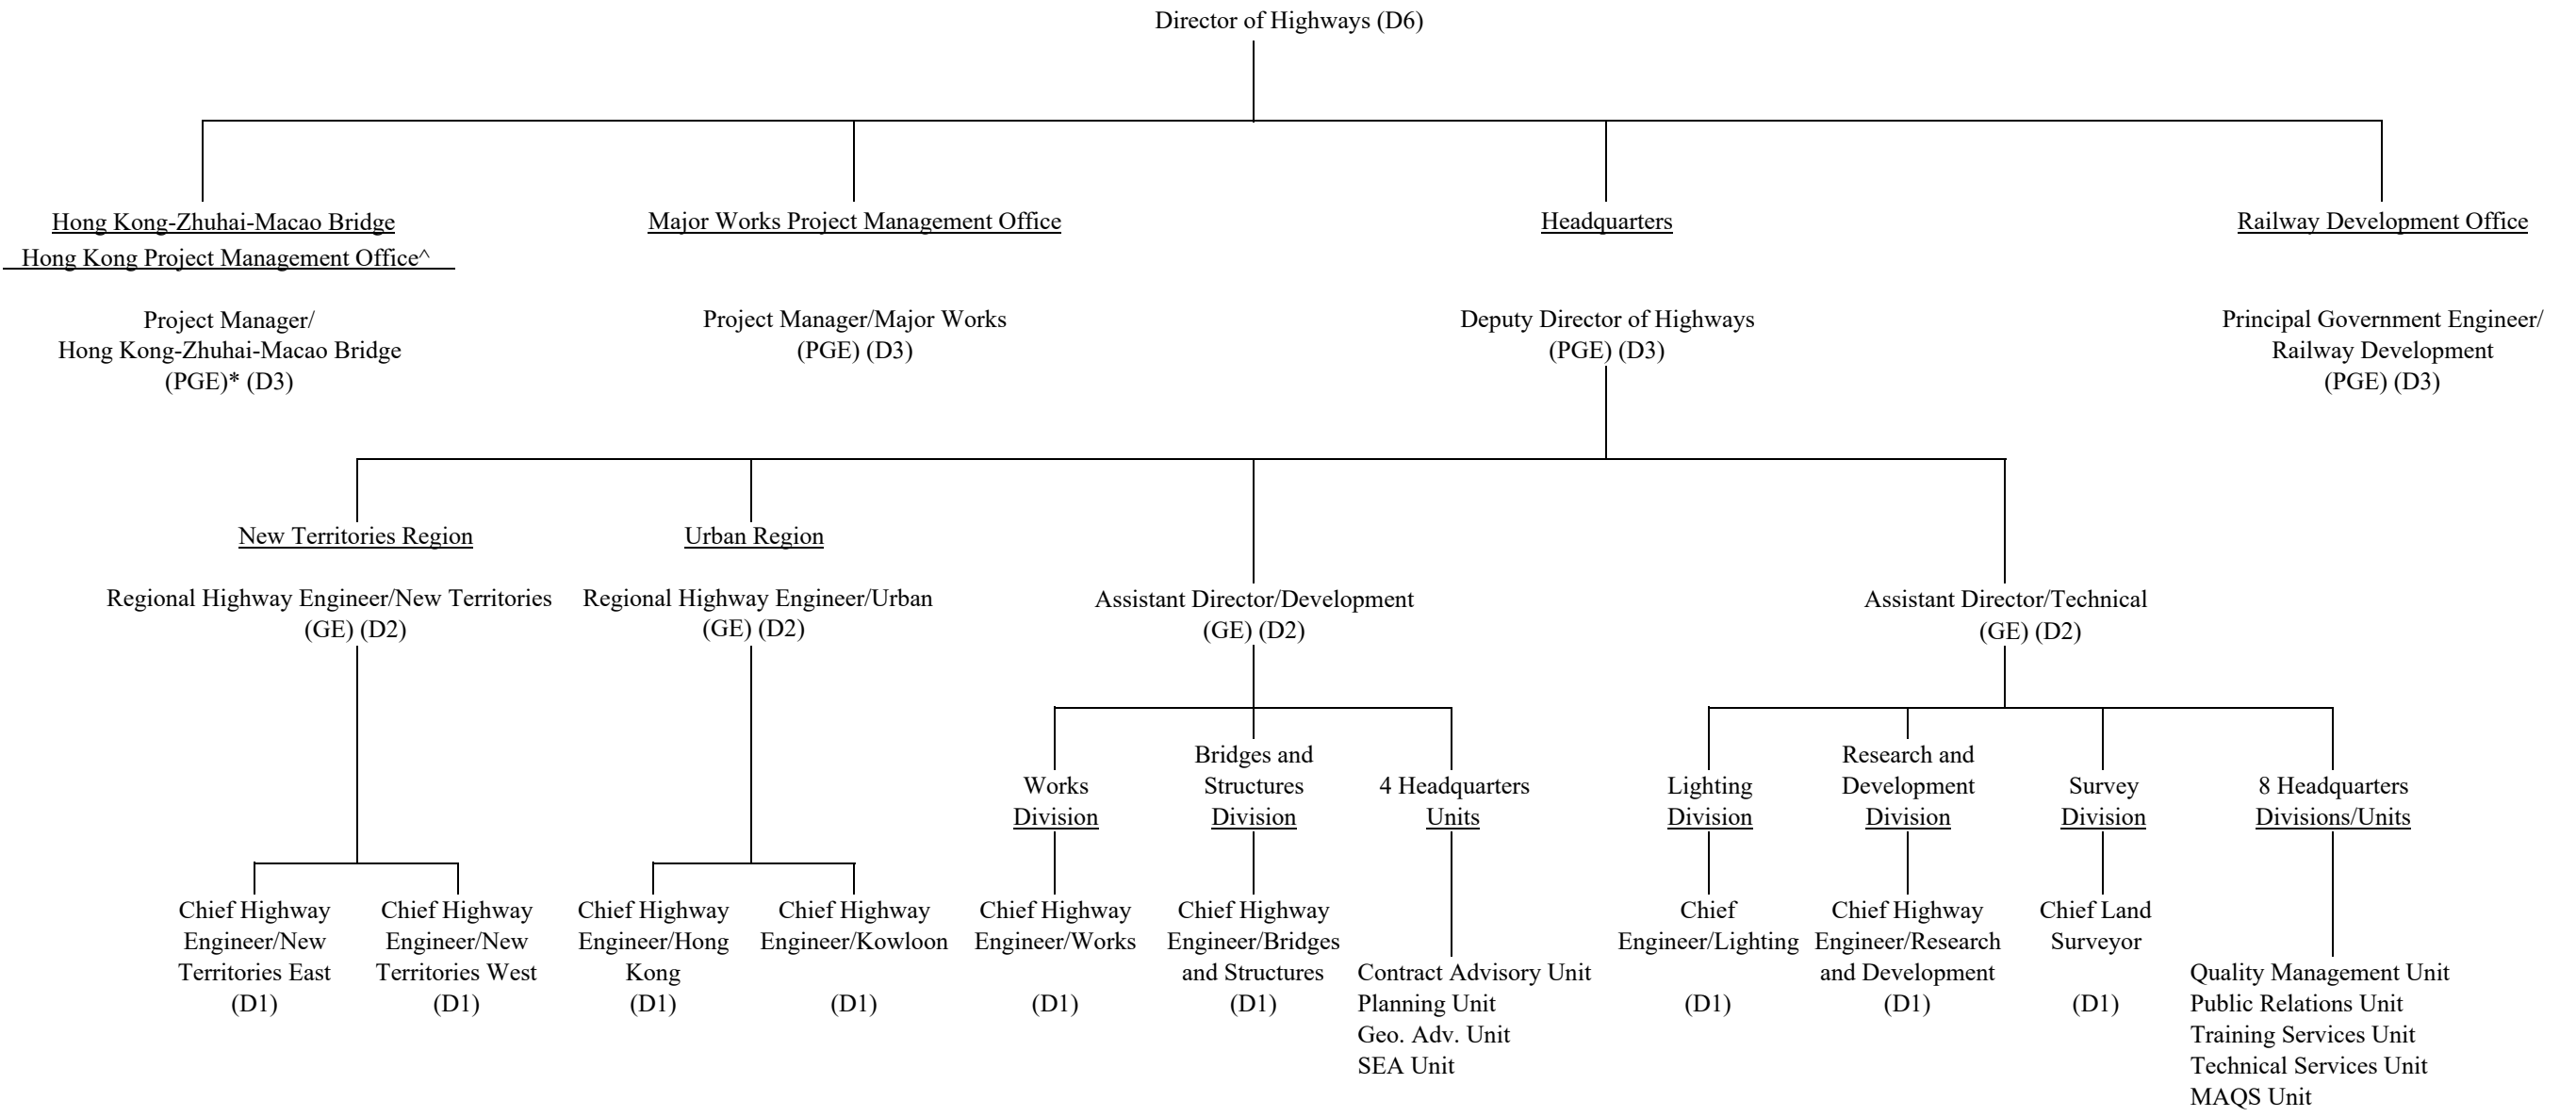 Director of Highways (D6)
Hong Kong-Zhuhai-Macao Bridge
Hong Kong Project Management Office^
Project Manager/
Hong Kong-Zhuhai-Macao Bridge
(PGE)* (D3)
Major Works Project Management Office
Project Manager/Major Works
(PGE) (D3)
Headquarters
Deputy Director of Highways
(PGE) (D3)
Railway Development Office
Principal Government Engineer/
Railway Development
(PGE) (D3)
New Territories Region
Regional Highway Engineer/New Territories
(GE) (D2)
Urban Region
Regional Highway Engineer/Urban
(GE) (D2)
Assistant Director/Development
(GE) (D2)
Assistant Director/Technical
(GE) (D2)
Chief Highway
Engineer/New
Territories East
(D1)
Chief Highway
Engineer/New
Territories West
(D1)
Chief Highway
Engineer/Hong
Kong
(D1)
Chief Highway
Engineer/Kowloon
(D1)
Works
Division
Chief Highway
Engineer/Works
(D1)
Bridges and
Structures
Division
Chief Highway
Engineer/Bridges
and Structures
(D1)
4 Headquarters
Units
Contract Advisory Unit
Planning Unit
Geo. Adv. Unit
SEA Unit
Lighting
Division
Chief
Engineer/Lighting
(D1)
Research and
Development
Division
Chief Highway
Engineer/Research
and Development
(D1)
Survey
Division
Chief Land
Surveyor
(D1)
8 Headquarters
Divisions/Units
Quality Management Unit
Public Relations Unit
Training Services Unit
Technical Services Unit
MAQS Unit